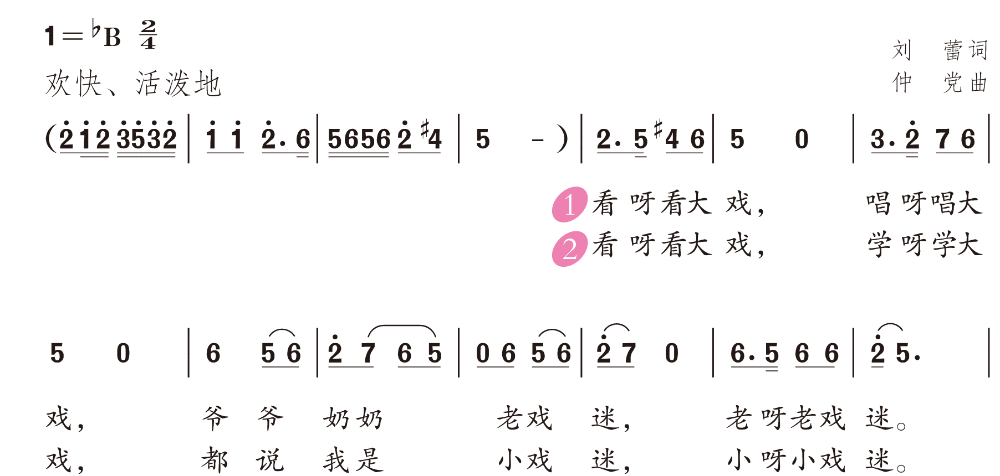 1=♭B 2/4
刘 蕾词
欢快、活泼地
仲 党曲
(2̇ 1̇2̇ 3̇5̇3̇2̇ | 1̇ 1̇ 2̇. 6 | 5656 2̇ #4 | 5 - ) | 2. 5 #4 6 | 5 0 | 3. 2̇ 7 6 |
1 看 呀看大 戏， 唱 呀唱大
2 看 呀看大 戏， 学 呀学大
5 0 | 6 5 6 | 2̇ 7 6 5 | 0 6 5 6 | 2̇ 7 0 | 6. 5 6 6 | 2̇ 5. |
戏， 爷 爷 奶奶 老戏 迷， 老 呀老戏 迷。
戏， 都 说 我是 小戏 迷， 小 呀小戏 迷。